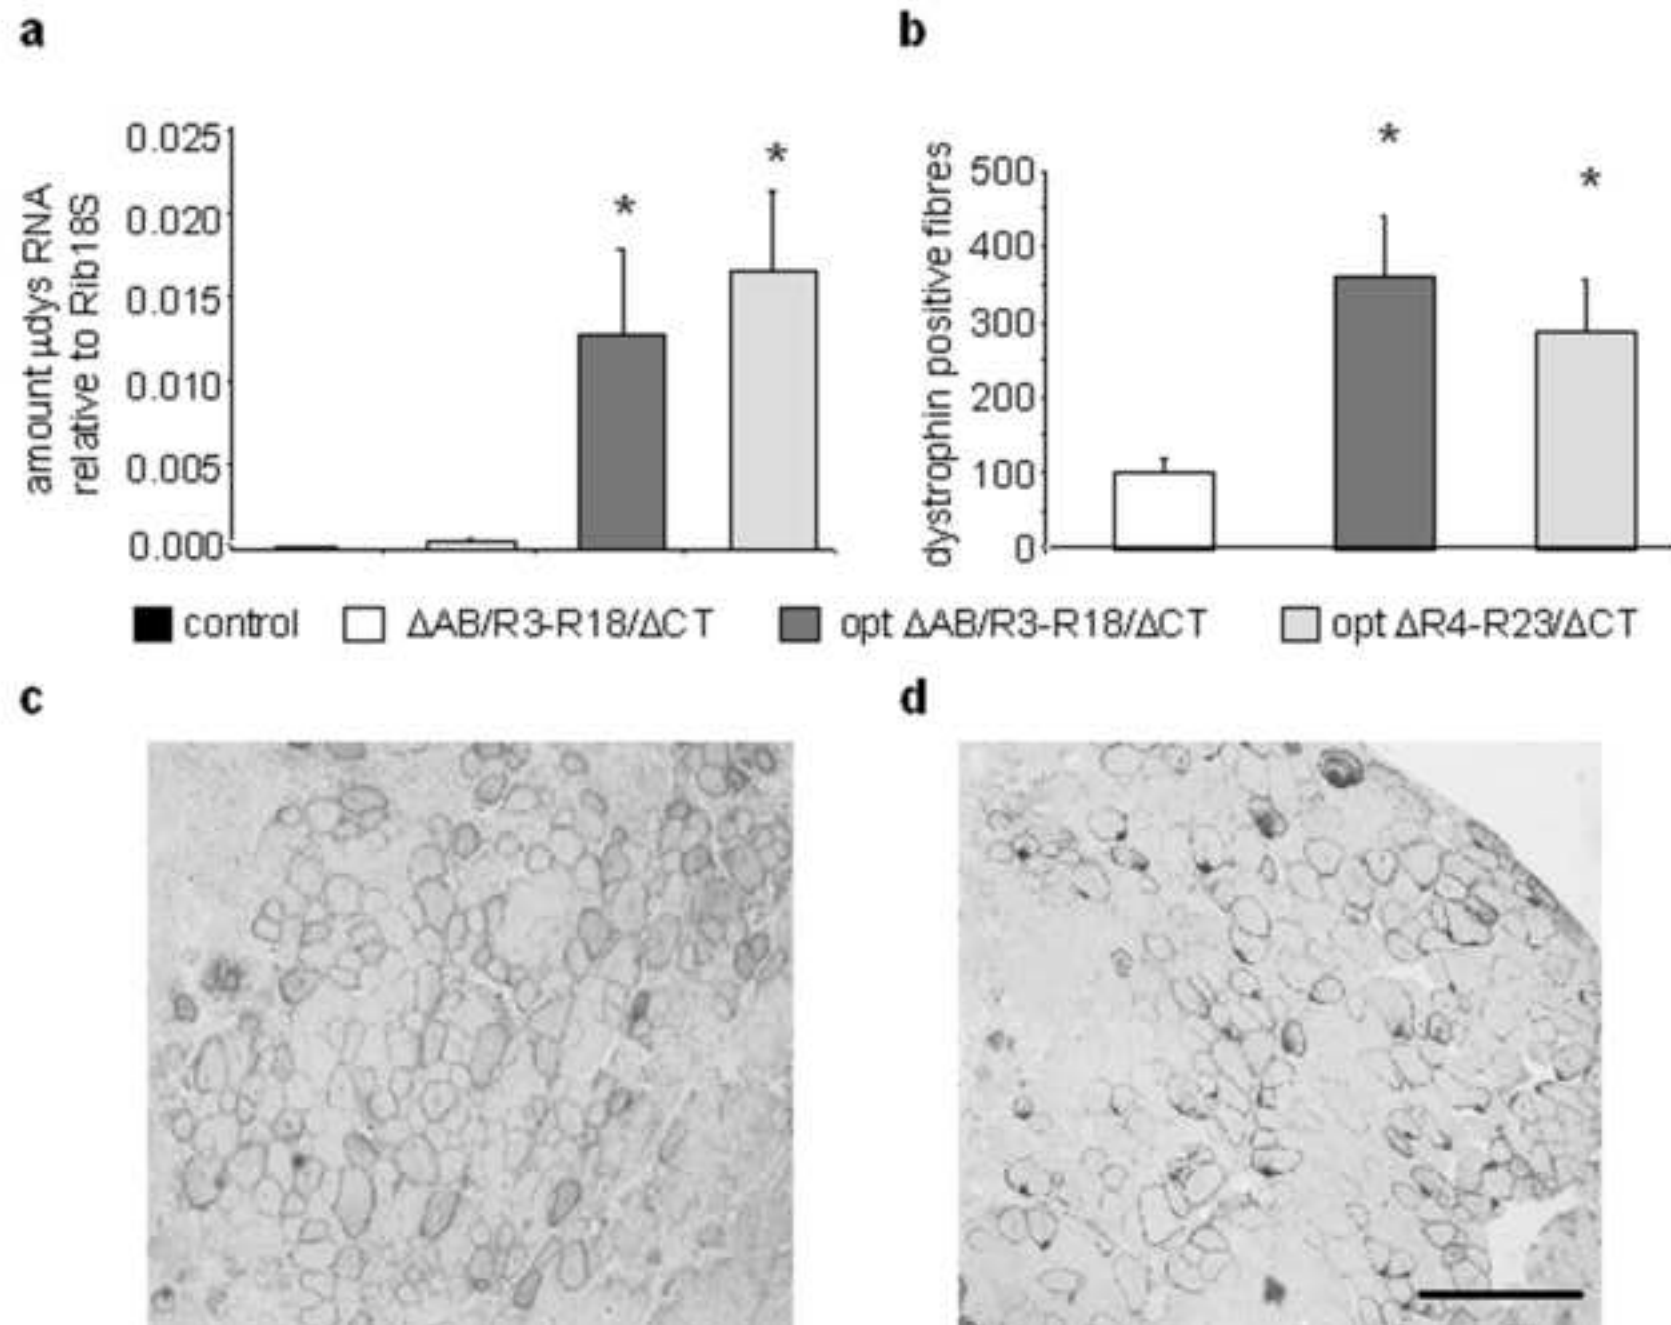 a
b
0.025
0.020
0.015
0.010
0.005
0.000
amount µdys RNA
relative to Rib18S
*
*
500
400
300
200
100
0
dystrophin positive fibres
*
*
control
ΔAB/R3-R18/ΔCT
opt ΔAB/R3-R18/ΔCT
opt ΔR4-R23/ΔCT
c
d